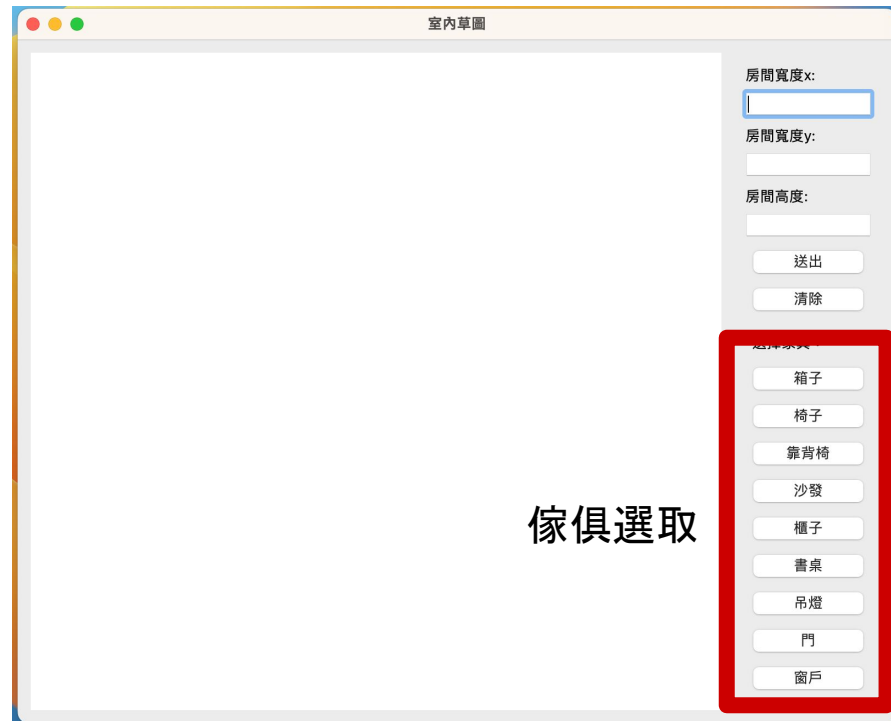 室內草圖
房間寬度x:
房間寬度y:
房間高度:
送出
清除
箱子
椅子
靠背椅
沙發
櫃子
書桌
吊燈
門
窗戶
傢俱選取